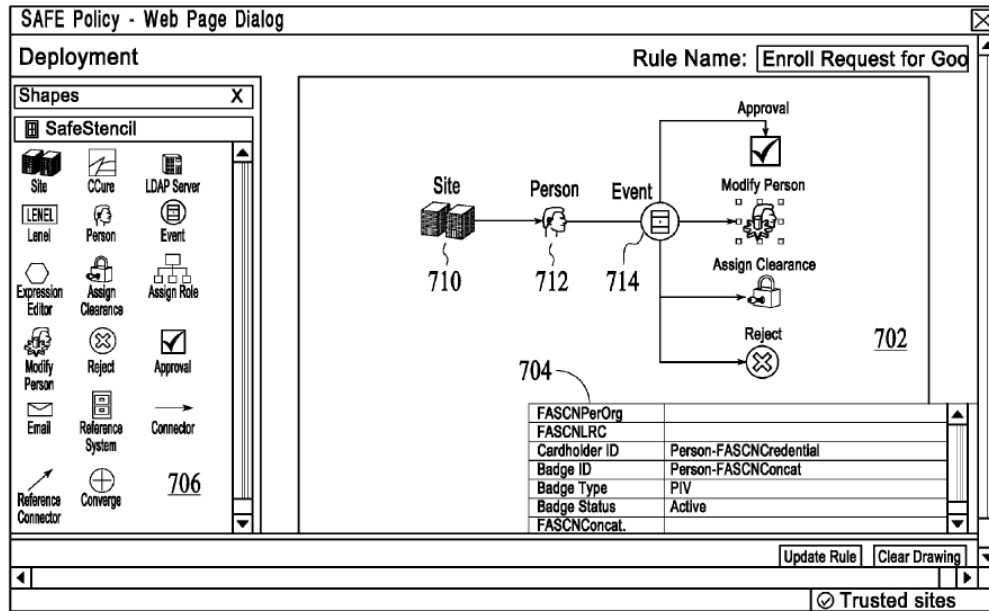 SAFE Policy - Web Page Dialog
Deployment
Rule Name: Enroll Request for Goo
Shapes X
SafeStencil
Site CCure LDAP Server
LENEL
Lenel Person Event
Expression Editor Assign Clearance Assign Role
Modify Person Reject Approval
Email Reference System Connector
Reference Connector Converge 706
Approval
Modify Person
Site Person Event
710 712 714
Assign Clearance
Reject
702
704
FASCNPerOrg
FASCNLRC
Cardholder ID Person-FASCNCredential
Badge ID Person-FASCNConcat
Badge Type PIV
Badge Status Active
FASCNConcat.
Update Rule Clear Drawing
Trusted sites